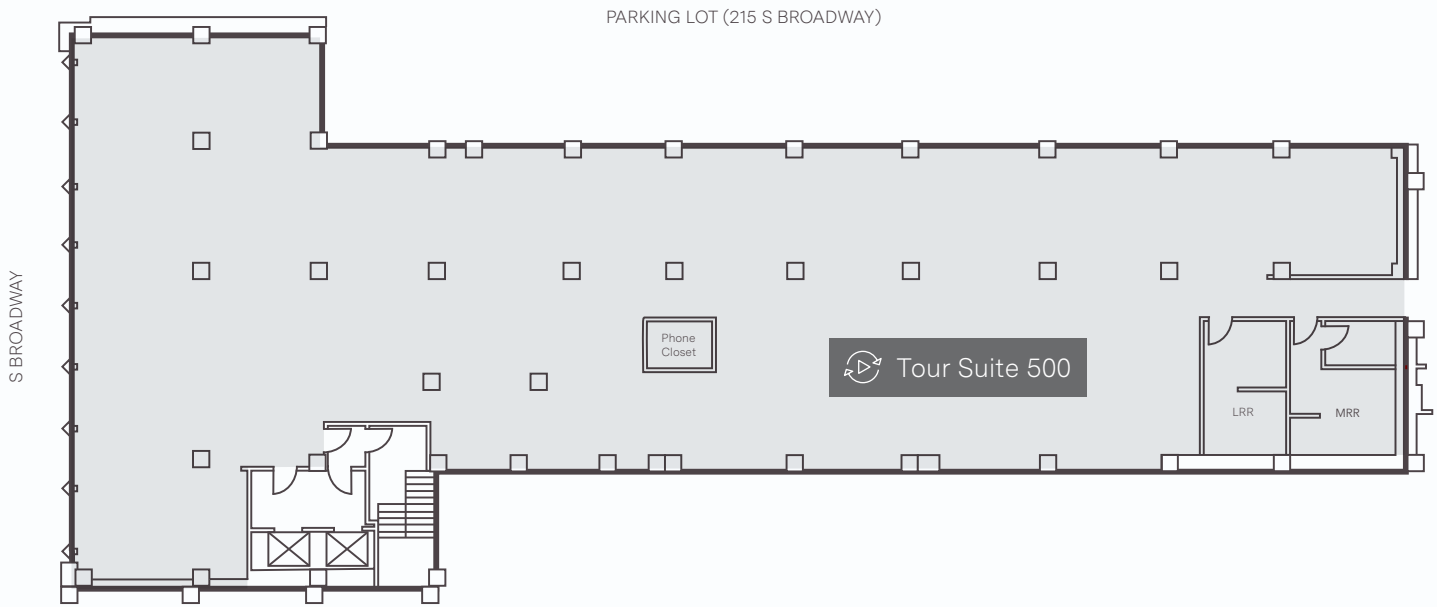 PARKING LOT (215 S BROADWAY)
S BROADWAY
Phone
Closet
Tour Suite 500
LRR
MRR